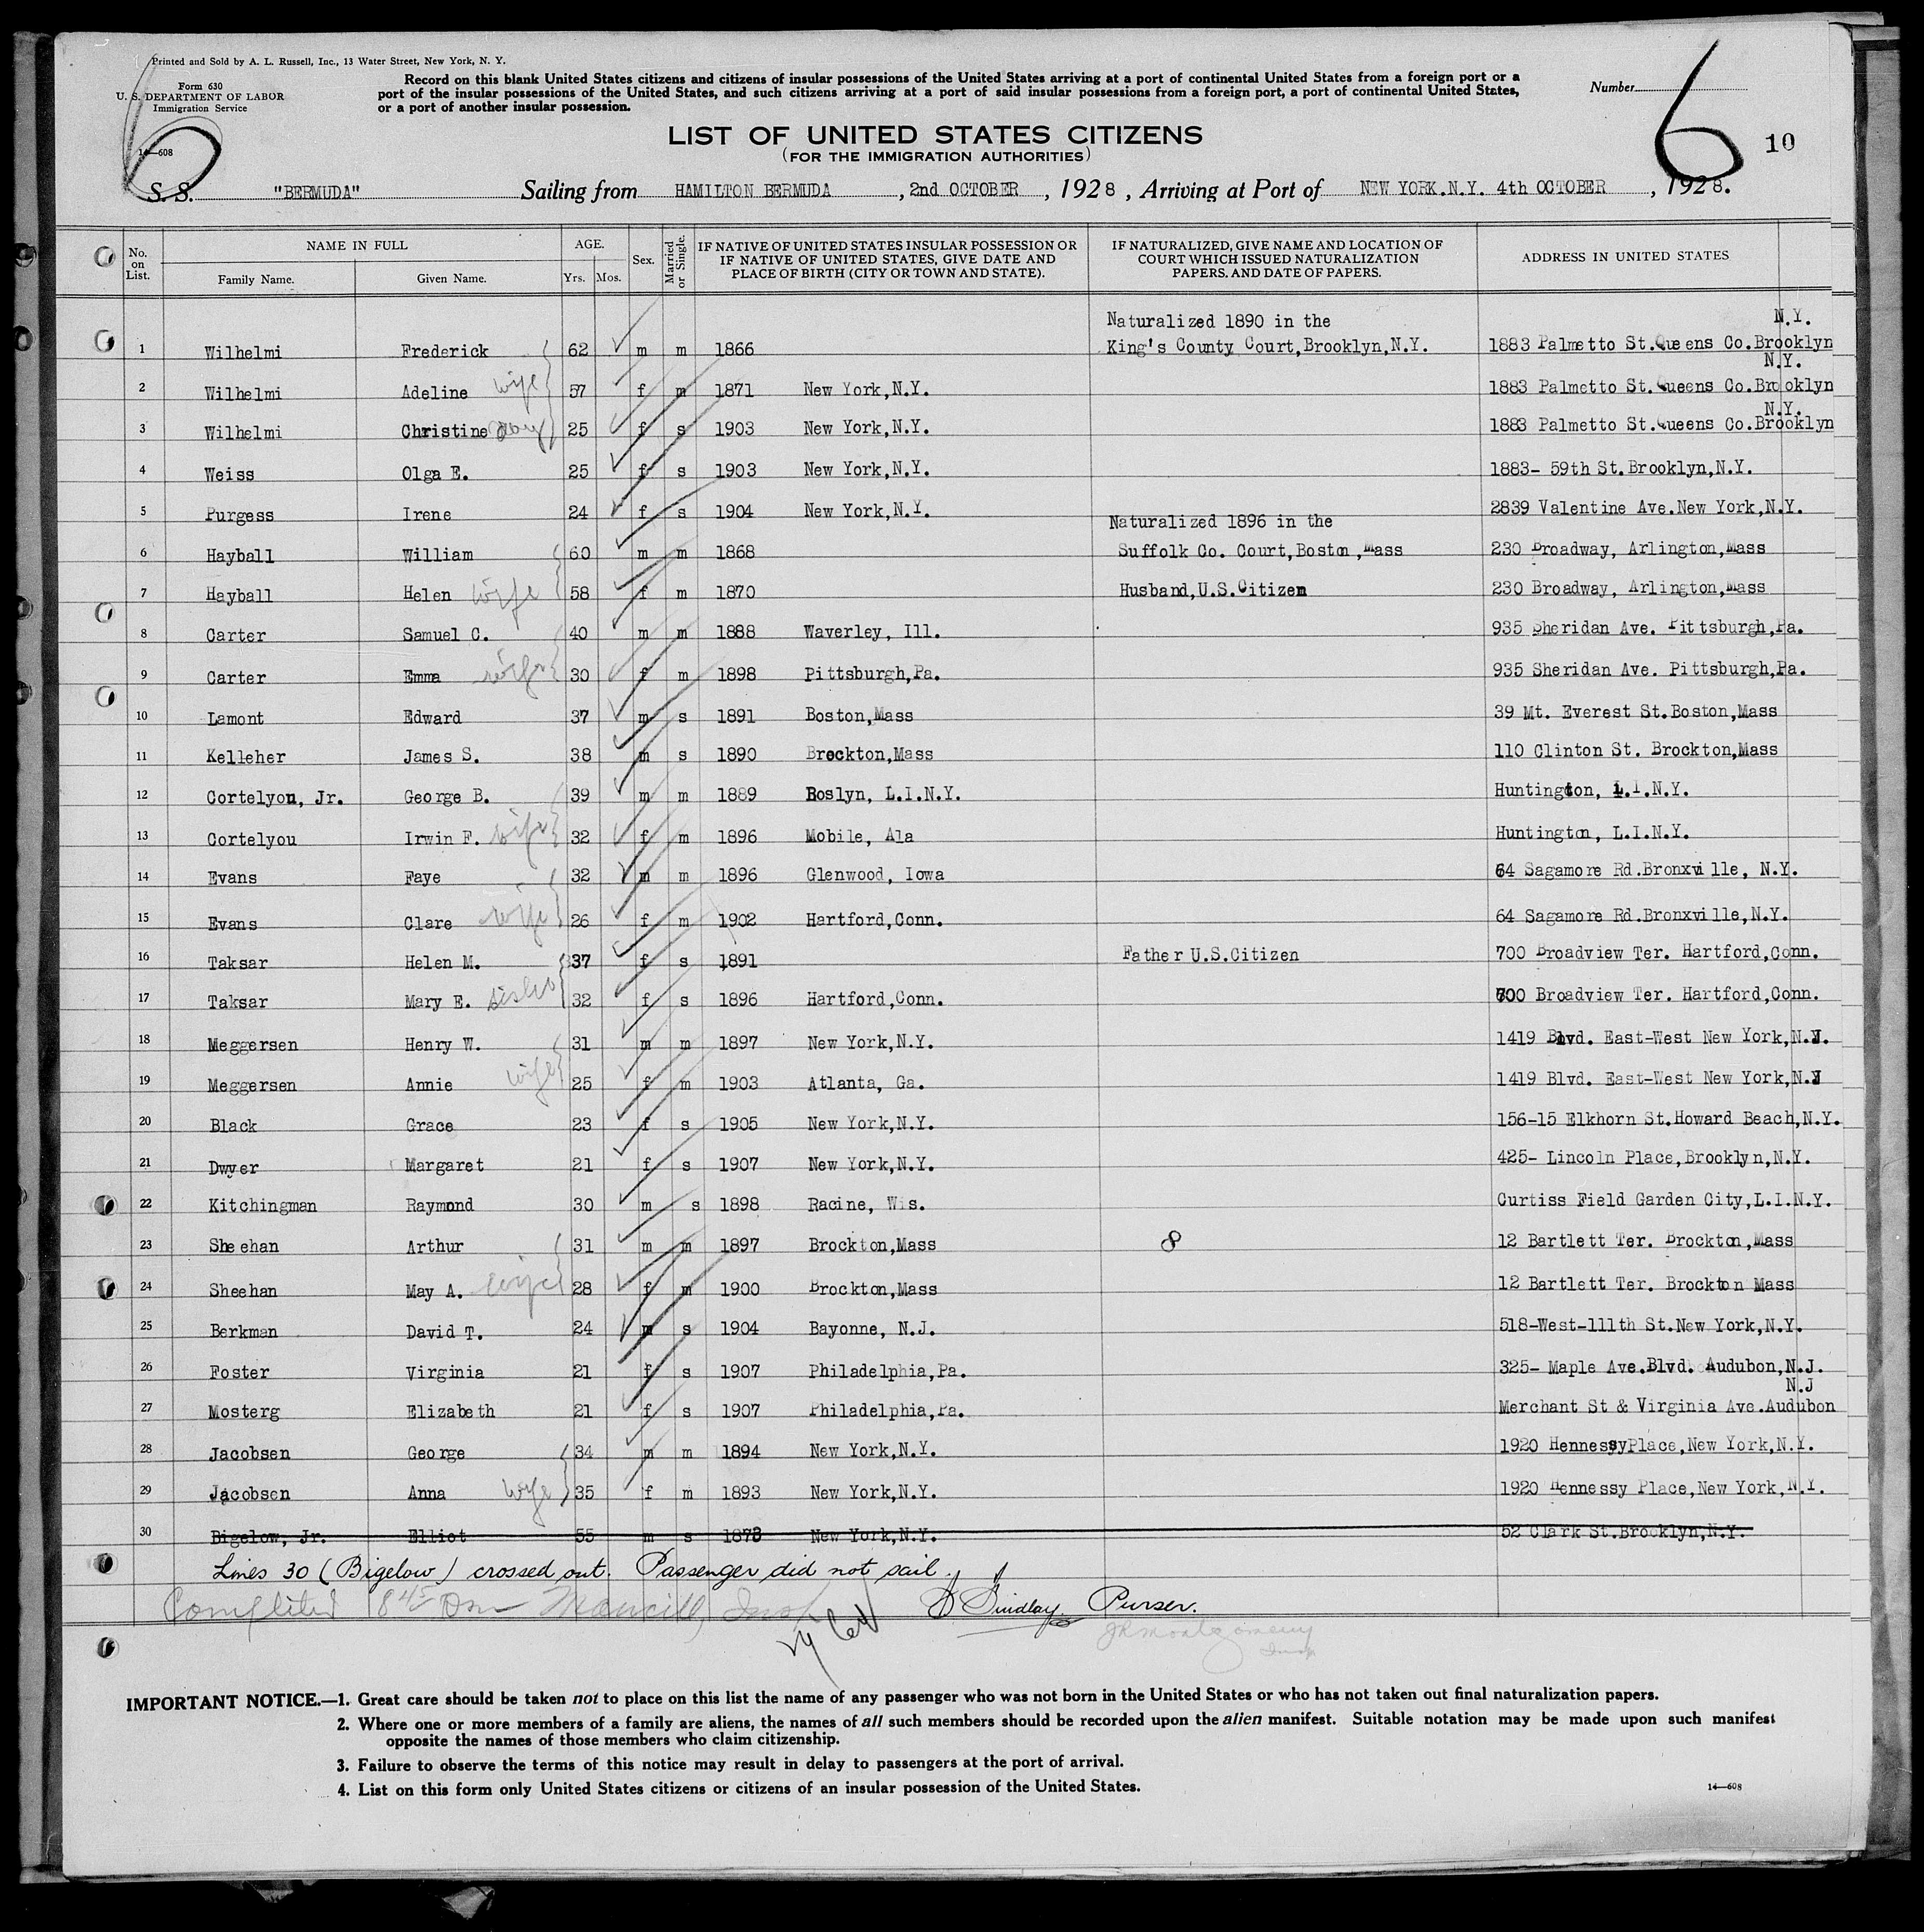 Printed and Sold by A. L. Russell, Inc., 13 Water Street, New York, N. Y.
Form 630
U. S. DEPARTMENT OF LABOR
Immigration Service
14—608
6
Record on this blank United States citizens and citizens of insular possessions of the United States arriving at a port of continental United States from a foreign port or a
port of the insular possessions of the United States, and such citizens arriving at a port of said insular possessions from a foreign port, a port of continental United States,
or a port of another insular possession.
Number
6
10
LIST OF UNITED STATES CITIZENS
(FOR THE IMMIGRATION AUTHORITIES)
S. S. "BERMUDA" Sailing from HAMILTON BERMUDA, 2nd OCTOBER, 1928, Arriving at Port of NEW YORK.N.Y. 4th OCTOBER, 1928.
No. on List. NAME IN FULL Family Name. Given Name. AGE. Yrs. Mos. Sex. Married or Single. IF NATIVE OF UNITED STATES INSULAR POSSESSION OR IF NATIVE OF UNITED STATES, GIVE DATE AND PLACE OF BIRTH (CITY OR TOWN AND STATE). IF NATURALIZED, GIVE NAME AND LOCATION OF COURT WHICH ISSUED NATURALIZATION PAPERS, AND DATE OF PAPERS. ADDRESS IN UNITED STATES
Naturalized 1890 in the N.Y.
1 Wilhelmi Frederick 62 m m 1866 King's County Court,Brooklyn,N.Y. 1883 Palmetto St.Queens Co.Brooklyn
N.Y.
2 Wilhelmi Adeline wife 57 f m 1871 New York,N.Y. 1883 Palmetto St.Queens Co.Brooklyn
N.Y.
3 Wilhelmi Christine 25 f s 1903 New York,N.Y. 1883 Palmetto St.Queens Co.Brooklyn
4 Weiss Olga E. 25 f s 1903 New York,N.Y. 1883- 59th St.Brooklyn,N.Y.
5 Purgess Irene 24 f s 1904 New York,N.Y. 2839 Valentine Ave.New York,N.Y.
Naturalized 1896 in the
6 Hayball William 60 m m 1868 Suffolk Co. Court,Boston,Mass 230 Broadway, Arlington,Mass
7 Hayball Helen wife 58 f m 1870 Husband,U.S.Citizen 230 Broadway, Arlington,Mass
8 Carter Samuel C. 40 m m 1888 Waverley, Ill. 935 Sheridan Ave. Pittsburgh,Pa.
9 Carter Emma wife 30 f m 1898 Pittsburgh,Pa. 935 Sheridan Ave. Pittsburgh,Pa.
10 Lamont Edward 37 m s 1891 Boston,Mass 39 Mt. Everest St.Boston,Mass
11 Kelleher James S. 38 m s 1890 Brockton,Mass 110 Clinton St. Brockton,Mass
12 Cortelyou, Jr. George B. 39 m m 1889 Roslyn, L.I.N.Y. Huntington, L.I.N.Y.
13 Cortelyou Irwin F. wife 32 f m 1896 Mobile, Ala Huntington, L.I.N.Y.
14 Evans Faye 32 m m 1896 Glenwood, Iowa 64 Sagamore Rd.Bronxville, N.Y.
15 Evans Clare wife 26 f m 1902 Hartford,Conn. 64 Sagamore Rd.Bronxville,N.Y.
16 Taksar Helen M. 37 f s 1891 Father U.S.Citizen 700 Broadview Ter. Hartford,Conn.
17 Taksar Mary E. sister 32 f s 1896 Hartford,Conn. 700 Broadview Ter. Hartford,Conn.
18 Meggersen Henry W. 31 m m 1897 New York,N.Y. 1419 Blvd. East-West New York,N.J.
19 Meggersen Annie wife 25 f m 1903 Atlanta, Ga. 1419 Blvd. East-West New York,N.J
20 Black Grace 23 f s 1905 New York,N.Y. 156-15 Elkhorn St.Howard Beach,N.Y.
21 Dwyer Margaret 21 f s 1907 New York,N.Y. 425- Lincoln Place,Brooklyn,N.Y.
22 Kitchingman Raymond 30 m s 1898 Racine, Wis. Curtiss Field Garden City,L.I.N.Y.
23 Sheehan Arthur 31 m m 1897 Brockton,Mass 8 12 Bartlett Ter. Brockton,Mass
24 Sheehan May A. wife 28 f m 1900 Brockton,Mass 12 Bartlett Ter. Brockton Mass
25 Berkman David T. 24 m s 1904 Bayonne, N.J. 518-West-111th St.New York,N.Y.
26 Foster Virginia 21 f s 1907 Philadelphia,Pa. 325- Maple Ave.Blvd. Audubon,N.J.
N.J
27 Mosterg Elizabeth 21 f s 1907 Philadelphia,Pa. Merchant St & Virginia Ave.Audubon
28 Jacobsen George 34 m m 1894 New York,N.Y. 1920 HennessyPlace,New York,N.Y.
29 Jacobsen Anna wife 35 f m 1893 New York,N.Y. 1920 Hennessy Place,New York,N.Y.
30 Bigelow, Jr. Elliot 55 m s 1873 New York,N.Y. 52 Clark St.Brooklyn,N.Y.
Lines 30 (Bigelow) crossed out. Passenger did not sail.
Completed 8 45 Findlay Purser.
JR Montgomery
Insp
IMPORTANT NOTICE.—1. Great care should be taken not to place on this list the name of any passenger who was not born in the United States or who has not taken out final naturalization papers.
2. Where one or more members of a family are aliens, the names of all such members should be recorded upon the alien manifest. Suitable notation may be made upon such manifest
opposite the names of those members who claim citizenship.
3. Failure to observe the terms of this notice may result in delay to passengers at the port of arrival.
4. List on this form only United States citizens or citizens of an insular possession of the United States.
14—608